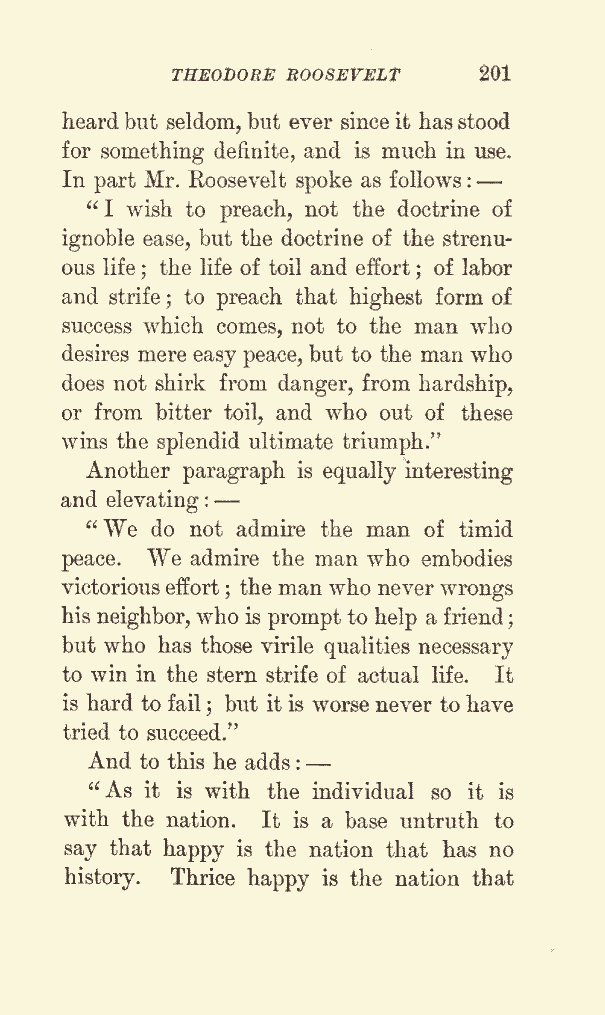 THEODORE ROOSEVELT 201
heard but seldom, but ever since it has stood
for something definite, and is much in use.
In part Mr. Roosevelt spoke as follows: —
“I wish to preach, not the doctrine of
ignoble ease, but the doctrine of the strenu-
ous life; the life of toil and effort; of labor
and strife; to preach that highest form of
success which comes, not to the man who
desires mere easy peace, but to the man who
does not shirk from danger, from hardship,
or from bitter toil, and who out of these
wins the splendid ultimate triumph.”
Another paragraph is equally interesting
and elevating: —
“We do not admire the man of timid
peace. We admire the man who embodies
victorious effort; the man who never wrongs
his neighbor, who is prompt to help a friend;
but who has those virile qualities necessary
to win in the stern strife of actual life. It
is hard to fail; but it is worse never to have
tried to succeed.”
And to this he adds: —
“As it is with the individual so it is
with the nation. It is a base untruth to
say that happy is the nation that has no
history. Thrice happy is the nation that